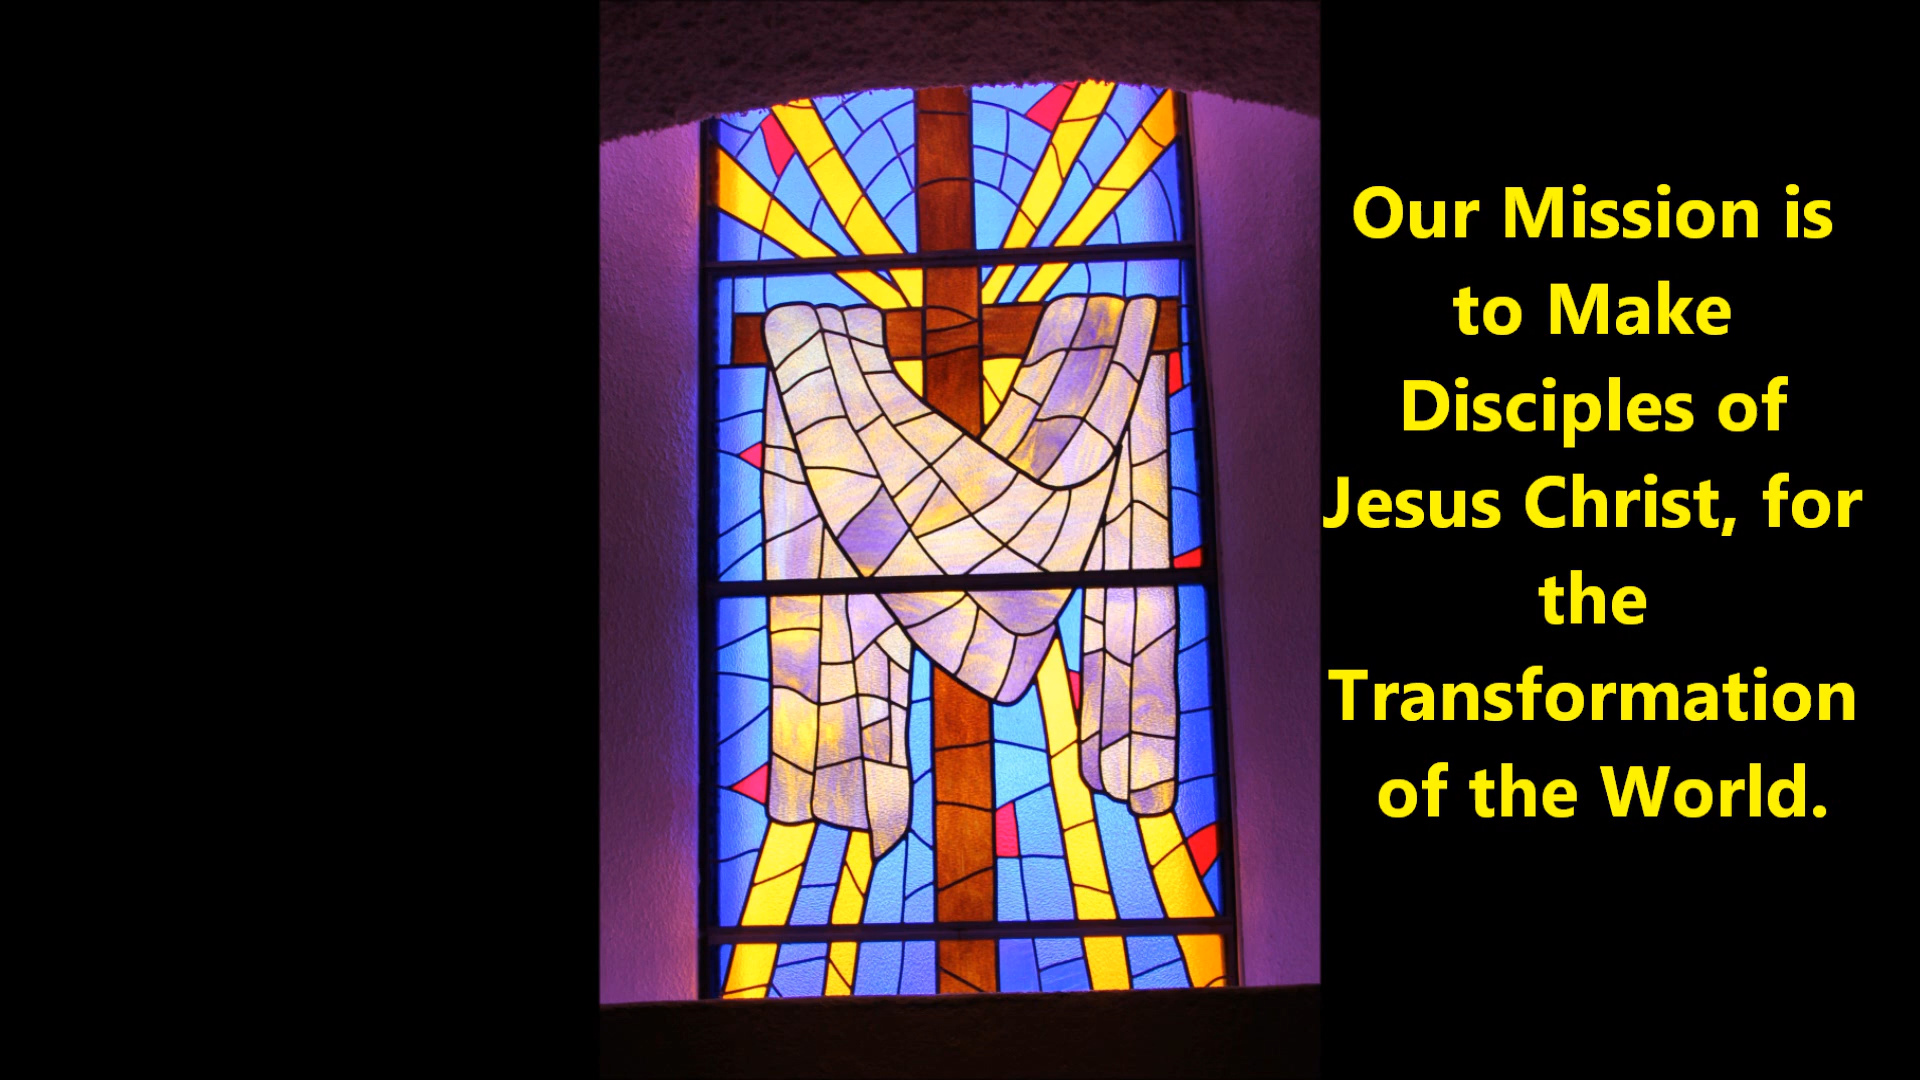 Our Mission is
to Make
Disciples of
Jesus Christ, for
the
Transformation
of the World.